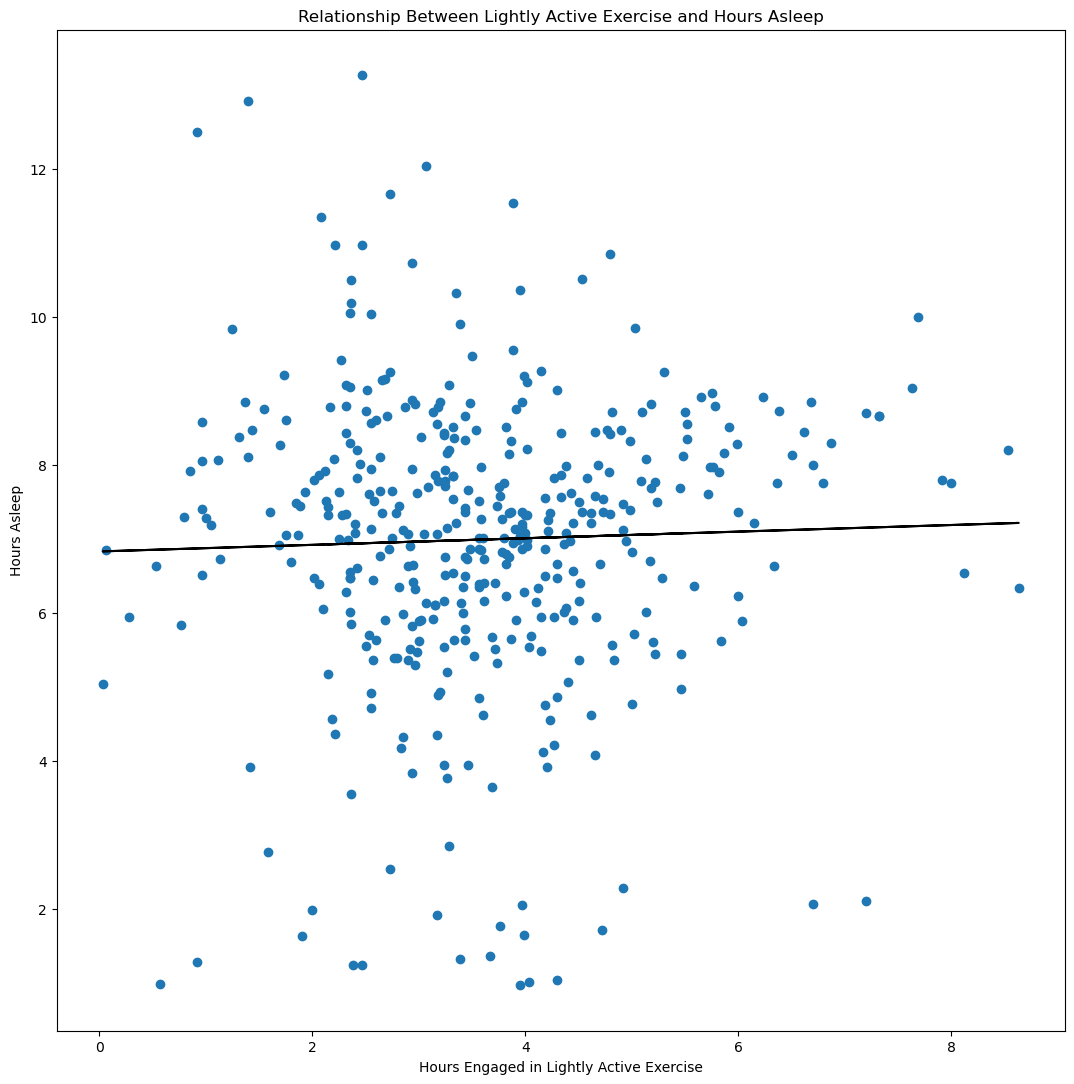 Relationship Between Lightly Active Exercise and Hours Asleep
12
10
8
6
4
2
Hours Asleep
0 2 4 6 8
Hours Engaged in Lightly Active Exercise